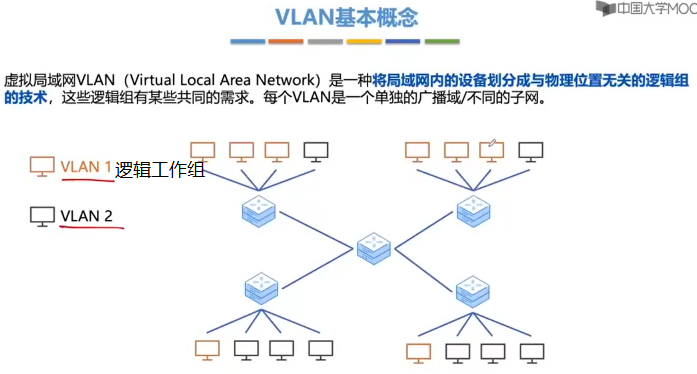 VLAN基本概念
中国大学MOC
虚拟局域网VLAN（Virtual Local Area Network）是一种将局域网内的设备划分成与物理位置无关的逻辑组
的技术，这些逻辑组有某些共同的需求。每个VLAN是一个单独的广播域/不同的子网。
VLAN 1 逻辑工作组
VLAN 2